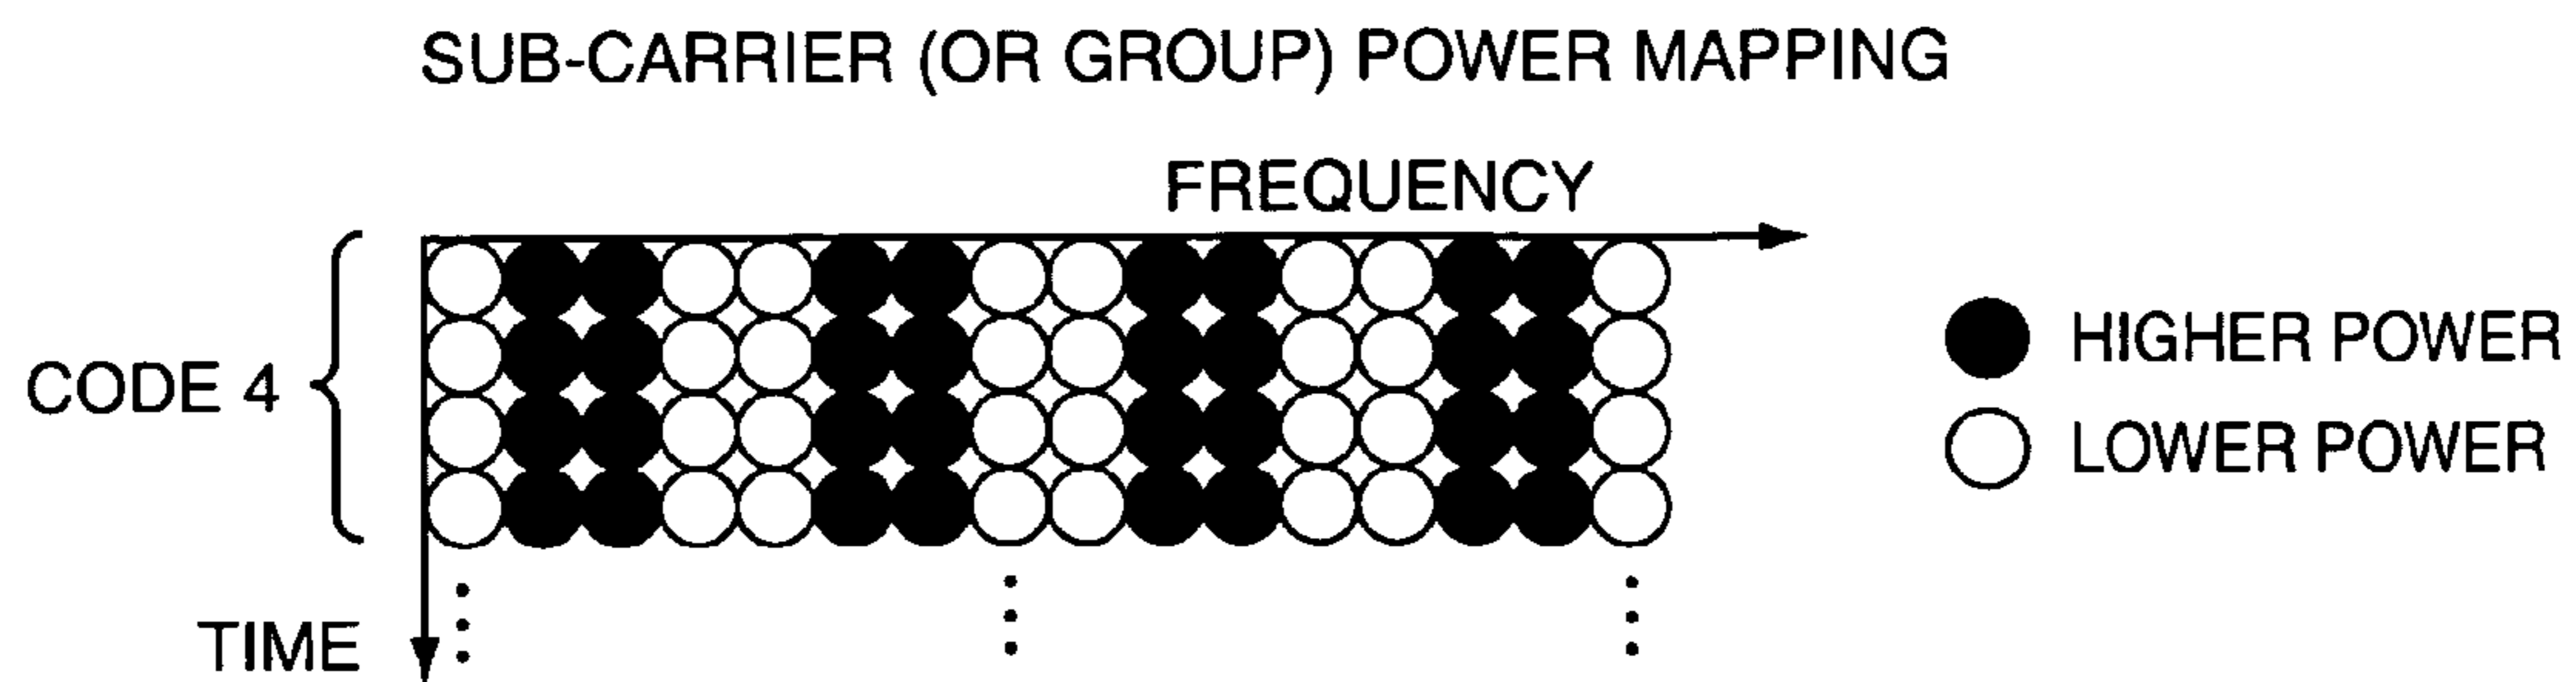 SUB-CARRIER (OR GROUP) POWER MAPPING
FREQUENCY
CODE 4
HIGHER POWER
LOWER POWER
TIME